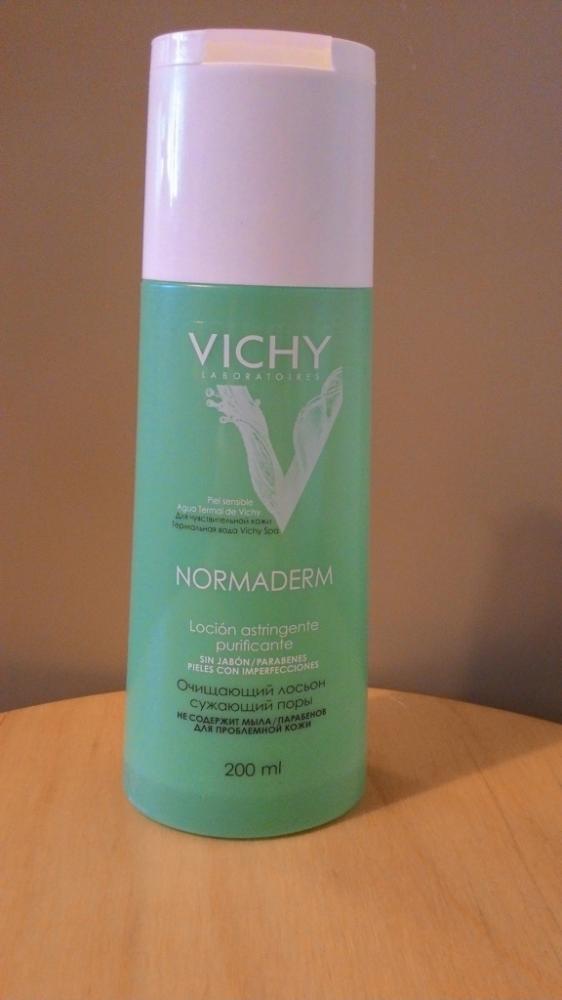 VICHY
LABORATOIRES
Piel sensible
Agua Termal de Vichy
Для чувствительной кожи
Термальная вода Vichy Spa
NORMADERM
Loción astringente
purificante
SIN JABÓN/PARABENES
PIELES CON IMPERFECCIONES
Очищающий лосьон
сужающий поры
НЕ СОДЕРЖИТ МЫЛА/ПАРАБЕНОВ
ДЛЯ ПРОБЛЕМНОЙ КОЖИ
200 ml